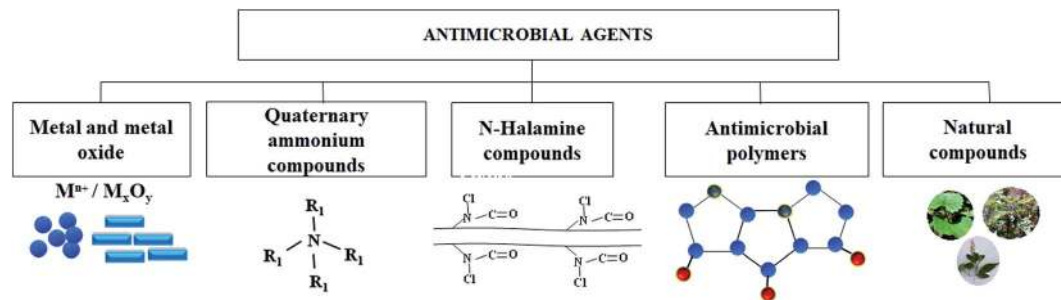 ANTIMICROBIAL AGENTS
Metal and metal
oxide
Quaternary
ammonium
compounds
N-Halamine
compounds
Antimicrobial
polymers
Natural
compounds
Mⁿ⁺ / MₓOᵧ
R₁
R₁ N R₁
R₁
Cl
N C=O
Cl
N C=O
N C=O
Cl
N C=O
Cl